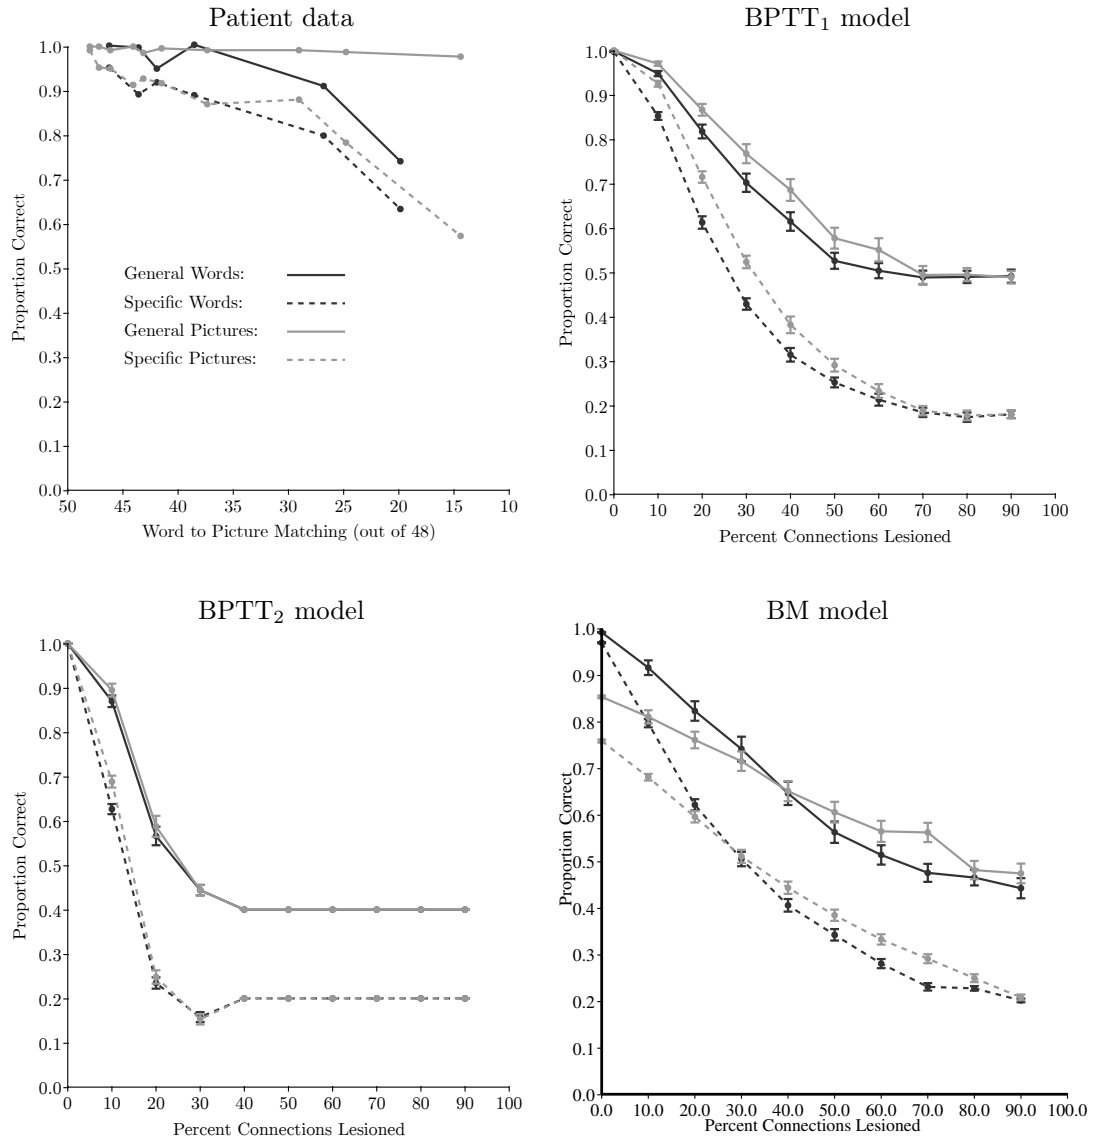 Patient data
1.0
0.9
0.8
0.7
0.6
0.5
0.4
0.3
0.2
0.1
0.0
Proportion Correct
General Words:
Specific Words:
General Pictures:
Specific Pictures:
50 45 40 35 30 25 20 15 10
Word to Picture Matching (out of 48)
BPTT₁ model
1.0
0.9
0.8
0.7
0.6
0.5
0.4
0.3
0.2
0.1
0.0
Proportion Correct
0 10 20 30 40 50 60 70 80 90 100
Percent Connections Lesioned
BPTT₂ model
1.0
0.9
0.8
0.7
0.6
0.5
0.4
0.3
0.2
0.1
0.0
Proportion Correct
0 10 20 30 40 50 60 70 80 90 100
Percent Connections Lesioned
BM model
1.0
0.9
0.8
0.7
0.6
0.5
0.4
0.3
0.2
0.1
0.0
Proportion Correct
0.0 10.0 20.0 30.0 40.0 50.0 60.0 70.0 80.0 90.0 100.0
Percent Connections Lesioned